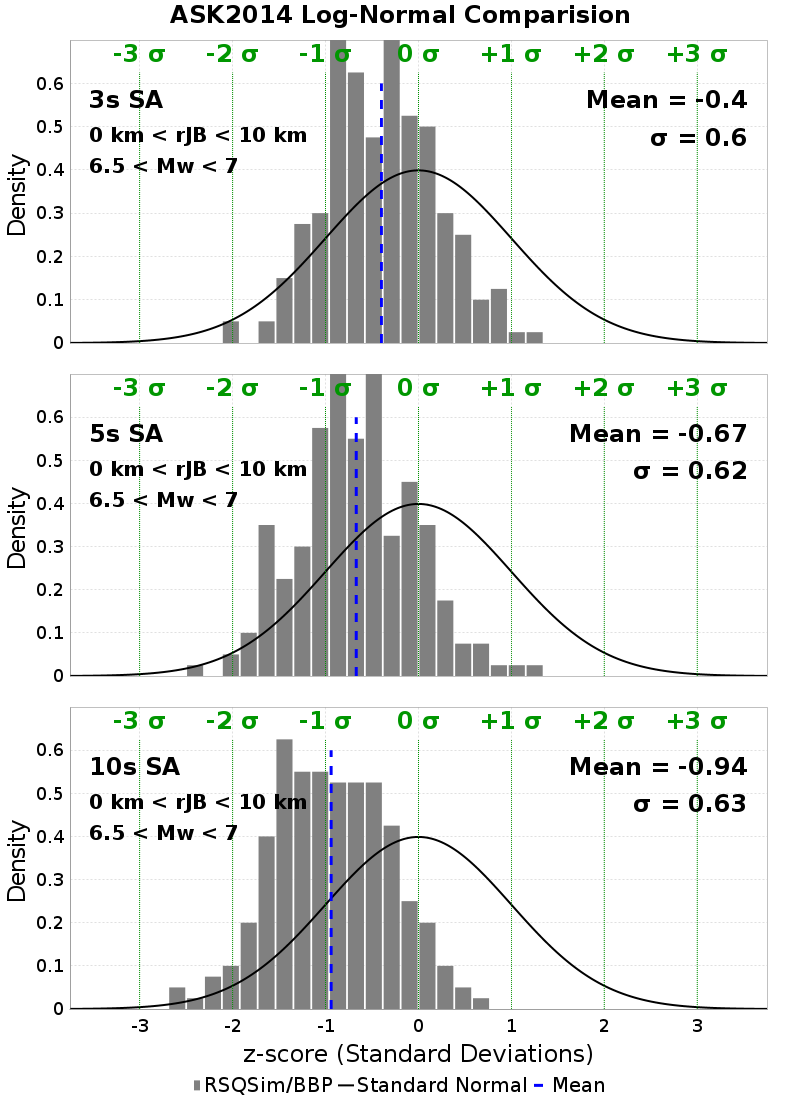 ASK2014 Log-Normal Comparision
-3 σ -2 σ -1 σ 0 σ +1 σ +2 σ +3 σ
3s SA
0 km < rJB < 10 km
6.5 < Mw < 7
Mean = -0.4
σ = 0.6
Density
0.6
0.5
0.4
0.3
0.2
0.1
0
-3 σ -2 σ -1 σ 0 σ +1 σ +2 σ +3 σ
5s SA
0 km < rJB < 10 km
6.5 < Mw < 7
Mean = -0.67
σ = 0.62
Density
0.6
0.5
0.4
0.3
0.2
0.1
0
-3 σ -2 σ -1 σ 0 σ +1 σ +2 σ +3 σ
10s SA
0 km < rJB < 10 km
6.5 < Mw < 7
Mean = -0.94
σ = 0.63
Density
0.6
0.5
0.4
0.3
0.2
0.1
0
-3 -2 -1 0 1 2 3
z-score (Standard Deviations)
RSQSim/BBP Standard Normal Mean